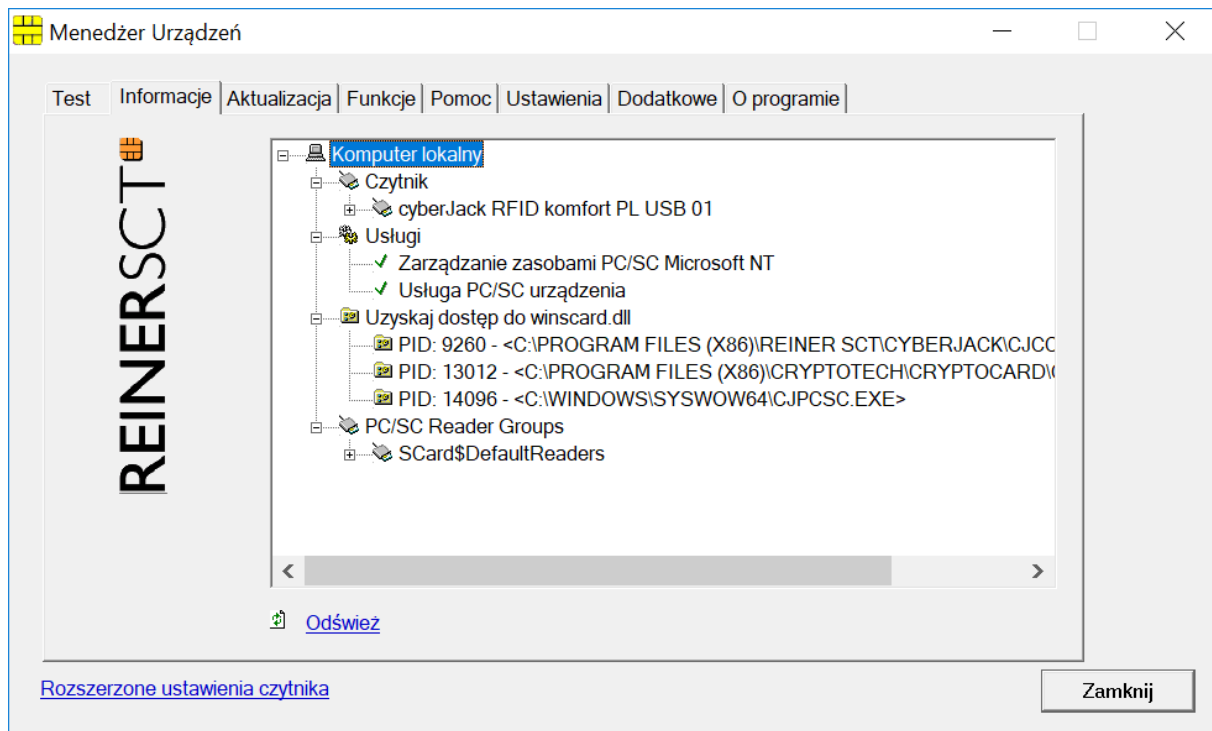 Menedżer Urządzeń
Test Informacje Aktualizacja Funkcje Pomoc Ustawienia Dodatkowe O programie
REINERSCT
Komputer lokalny
Czytnik
cyberJack RFID komfort PL USB 01
Usługi
Zarządzanie zasobami PC/SC Microsoft NT
Usługa PC/SC urządzenia
Uzyskaj dostęp do winscard.dll
PID: 9260 - <C:\PROGRAM FILES (X86)\REINER SCT\CYBERJACK\CJCC
PID: 13012 - <C:\PROGRAM FILES (X86)\CRYPTOTECH\CRYPTOCARD\
PID: 14096 - <C:\WINDOWS\SYSWOW64\CJPCSC.EXE>
PC/SC Reader Groups
SCard$DefaultReaders
Odśwież
Rozszerzone ustawienia czytnika
Zamknij